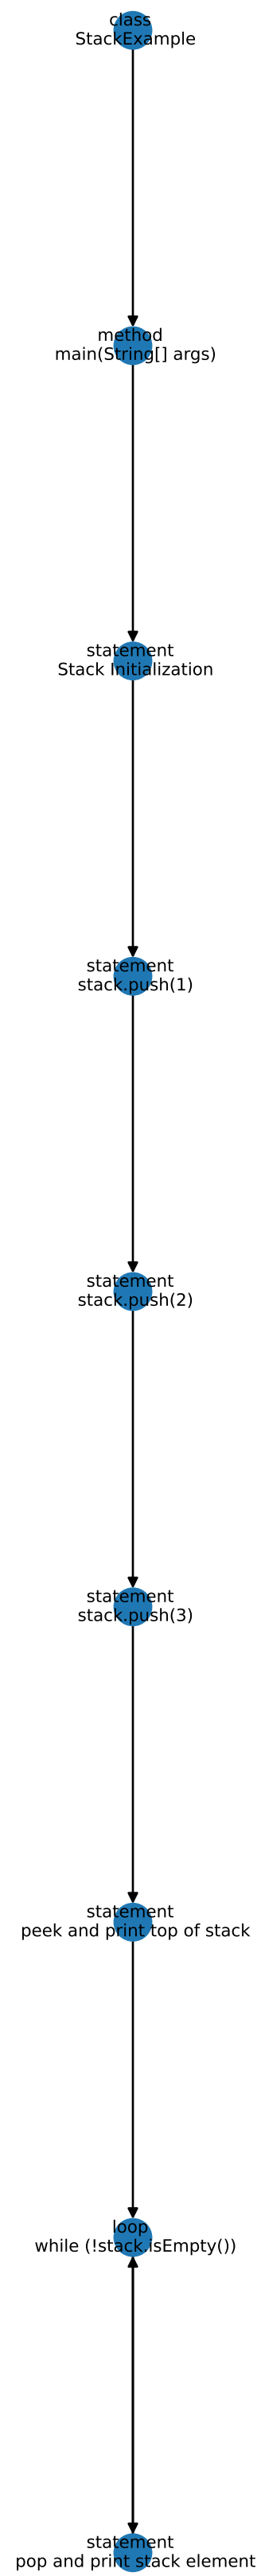 class
StackExample
method
main(String[] args)
statement
Stack Initialization
statement
stack.push(1)
statement
stack.push(2)
statement
stack.push(3)
statement
peek and print top of stack
loop
while (!stack.isEmpty())
statement
pop and print stack element